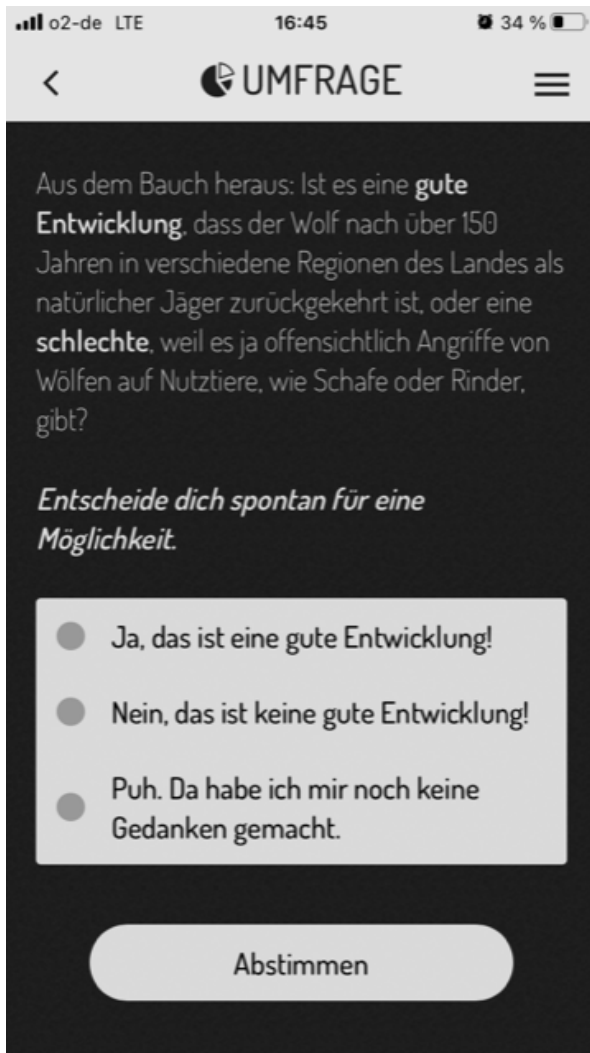 o2-de LTE 16:45 34 %
UMFRAGE
Aus dem Bauch heraus: Ist es eine gute
Entwicklung, dass der Wolf nach über 150
Jahren in verschiedene Regionen des Landes als
natürlicher Jäger zurückgekehrt ist, oder eine
schlechte, weil es ja offensichtlich Angriffe von
Wölfen auf Nutztiere, wie Schafe oder Rinder,
gibt?
Entscheide dich spontan für eine
Möglichkeit.
Ja, das ist eine gute Entwicklung!
Nein, das ist keine gute Entwicklung!
Puh. Da habe ich mir noch keine
Gedanken gemacht.
Abstimmen